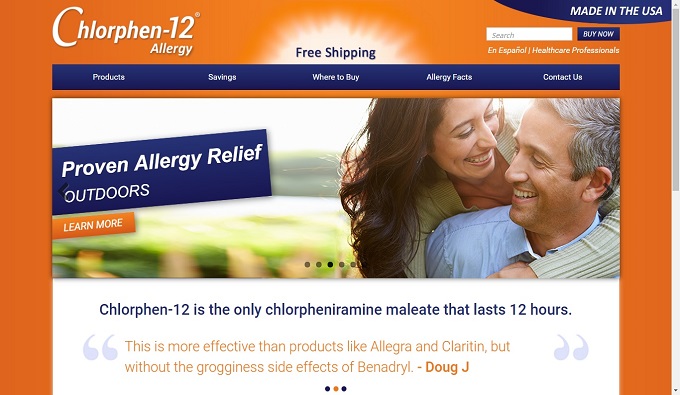 Chlorphen-12®
Allergy
MADE IN THE USA
Free Shipping
Search
BUY NOW
En Español | Healthcare Professionals
Products
Savings
Where to Buy
Allergy Facts
Contact Us
Proven Allergy Relief
OUTDOORS
LEARN MORE
Chlorphen-12 is the only chlorpheniramine maleate that lasts 12 hours.
“ This is more effective than products like Allegra and Claritin, but ”
without the grogginess side effects of Benadryl. - Doug J